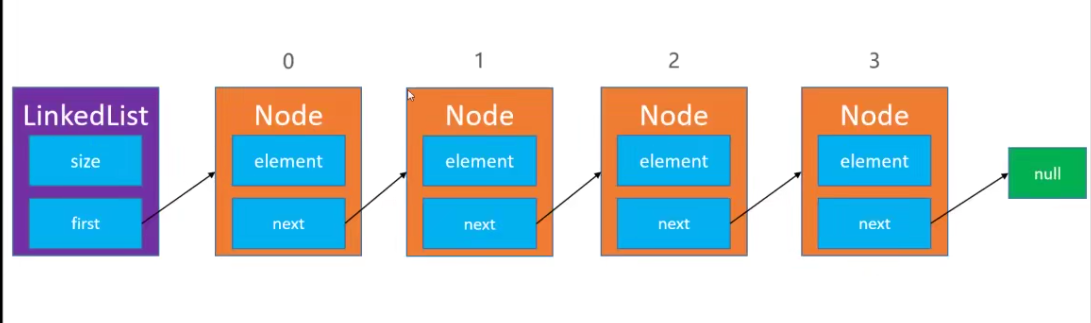 0 1 2 3
LinkedList Node Node Node Node
size element element element element
null
first next next next next